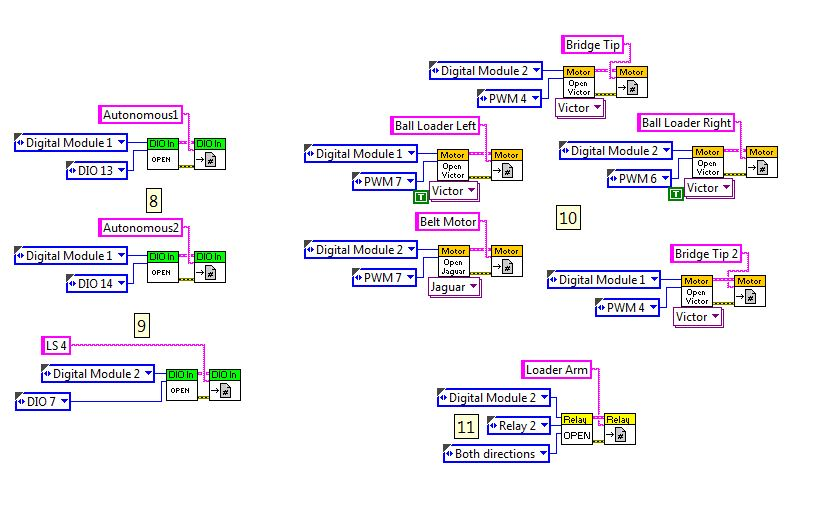 Autonomous1
Digital Module 1
DIO In
DIO In
DIO 13
OPEN
#
8
Autonomous2
Digital Module 1
DIO In
DIO In
DIO 14
OPEN
#
9
LS 4
Digital Module 2
DIO In
DIO In
DIO 7
OPEN
#
Bridge Tip
Digital Module 2
Motor
Motor
PWM 4
Open
Victor
#
Victor
Ball Loader Left
Digital Module 1
Motor
Motor
PWM 7
Open
Victor
#
T
Victor
Ball Loader Right
Digital Module 2
Motor
Motor
PWM 6
Open
Victor
#
T
Victor
10
Belt Motor
Digital Module 2
Motor
Motor
PWM 7
Open
Jaguar
#
Jaguar
Bridge Tip 2
Digital Module 1
Motor
Motor
PWM 4
Open
Victor
#
Victor
Loader Arm
Digital Module 2
11
Relay 2
Relay
Relay
OPEN
#
Both directions